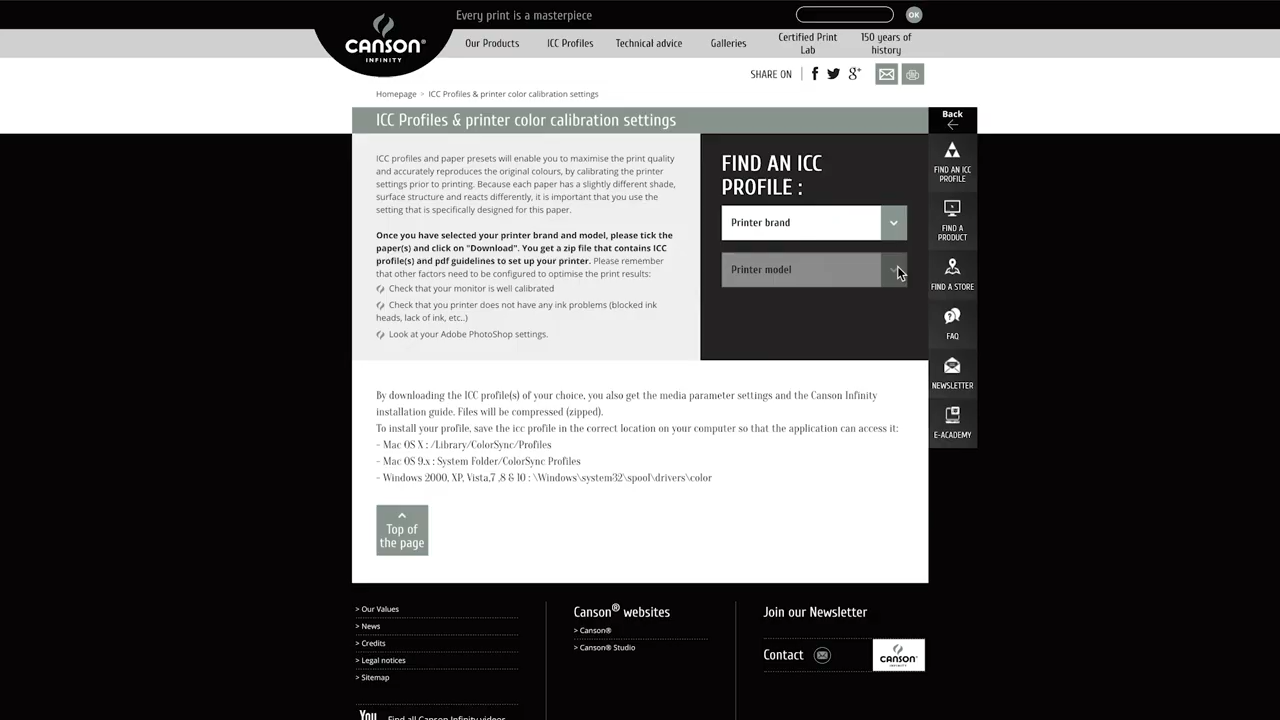 Every print is a masterpiece
OK
CANSON®
INFINITY
Our Products
ICC Profiles
Technical advice
Galleries
Certified Print
Lab
150 years of
history
SHARE ON
Homepage > ICC Profiles & printer color calibration settings
ICC Profiles & printer color calibration settings
Back
ICC profiles and paper presets will enable you to maximise the print quality
and accurately reproduces the original colours, by calibrating the printer
settings prior to printing. Because each paper has a slightly different shade,
surface structure and reacts differently, it is important that you use the
setting that is specifically designed for this paper.
Once you have selected your printer brand and model, please tick the
paper(s) and click on "Download". You get a zip file that contains ICC
profile(s) and pdf guidelines to set up your printer. Please remember
that other factors need to be configured to optimise the print results:
Check that your monitor is well calibrated
Check that you printer does not have any ink problems (blocked ink
heads, lack of ink, etc..)
Look at your Adobe PhotoShop settings.
FIND AN ICC
PROFILE :
Printer brand
Printer model
FIND AN ICC
PROFILE
FIND A
PRODUCT
FIND A STORE
FAQ
NEWSLETTER
E-ACADEMY
By downloading the ICC profile(s) of your choice, you also get the media parameter settings and the Canson Infinity
installation guide. Files will be compressed (zipped).
To install your profile, save the icc profile in the correct location on your computer so that the application can access it:
- Mac OS X : /Library/ColorSync/Profiles
- Mac OS 9.x : System Folder/ColorSync Profiles
- Windows 2000, XP, Vista,7 ,8 & 10 : \Windows\system32\spool\drivers\color
Top of
the page
> Our Values
> News
> Credits
> Legal notices
> Sitemap
You
Find all Canson Infinity videos
Canson® websites
> Canson®
> Canson® Studio
Join our Newsletter
Contact
CANSON
INFINITY